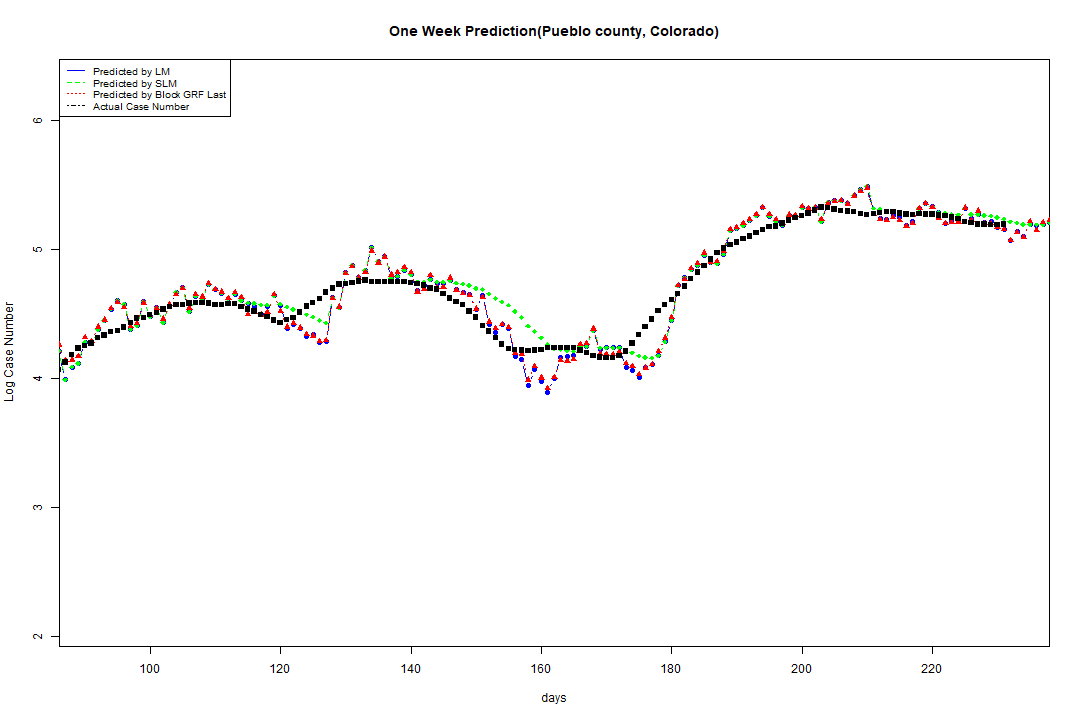 One Week Prediction(Pueblo county, Colorado)
Predicted by LM
Predicted by SLM
Predicted by Block GRF Last
Actual Case Number
6
5
4
3
2
Log Case Number
100 120 140 160 180 200 220
days